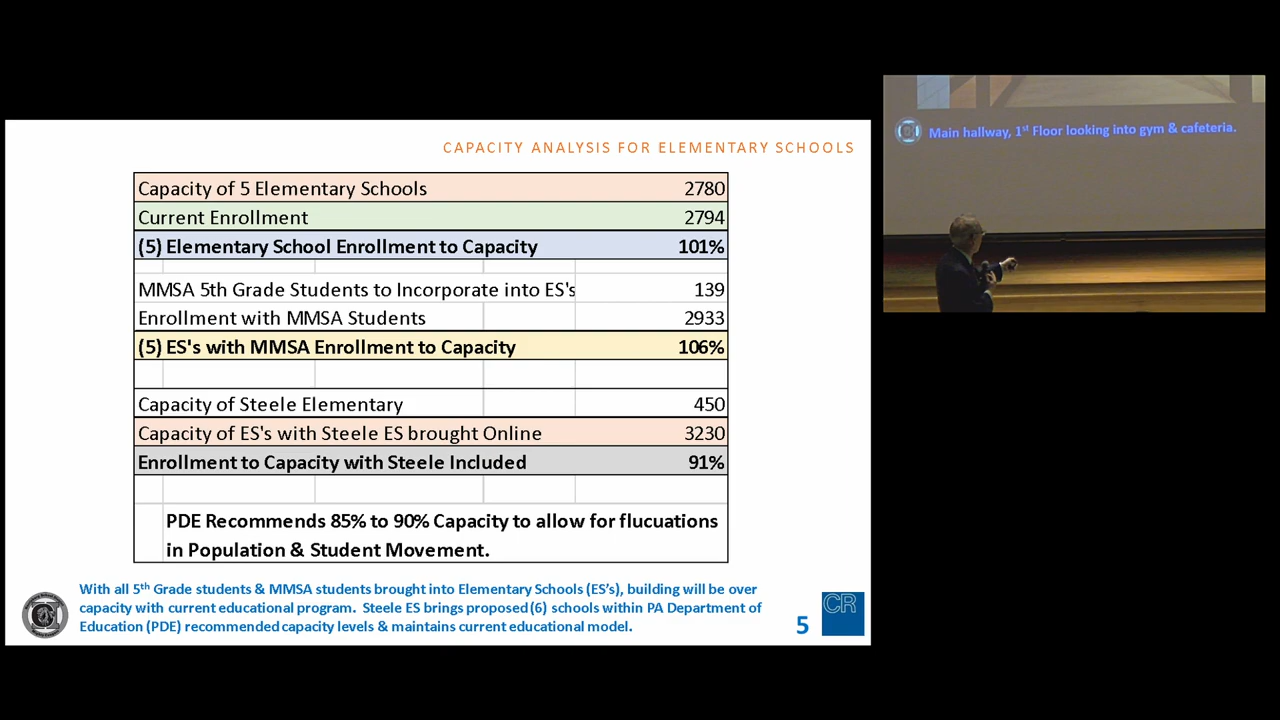 CAPACITY ANALYSIS FOR ELEMENTARY SCHOOLS
Capacity of 5 Elementary Schools 2780
Current Enrollment 2794
(5) Elementary School Enrollment to Capacity 101%
MMSA 5th Grade Students to Incorporate into ES's 139
Enrollment with MMSA Students 2933
(5) ES's with MMSA Enrollment to Capacity 106%
Capacity of Steele Elementary 450
Capacity of ES's with Steele ES brought Online 3230
Enrollment to Capacity with Steele Included 91%
PDE Recommends 85% to 90% Capacity to allow for flucuations
in Population & Student Movement.
With all 5th Grade students & MMSA students brought into Elementary Schools (ES's), building will be over
capacity with current educational program. Steele ES brings proposed (6) schools within PA Department of
Education (PDE) recommended capacity levels & maintains current educational model.
5
CR
Main hallway, 1st Floor looking into gym & cafeteria.